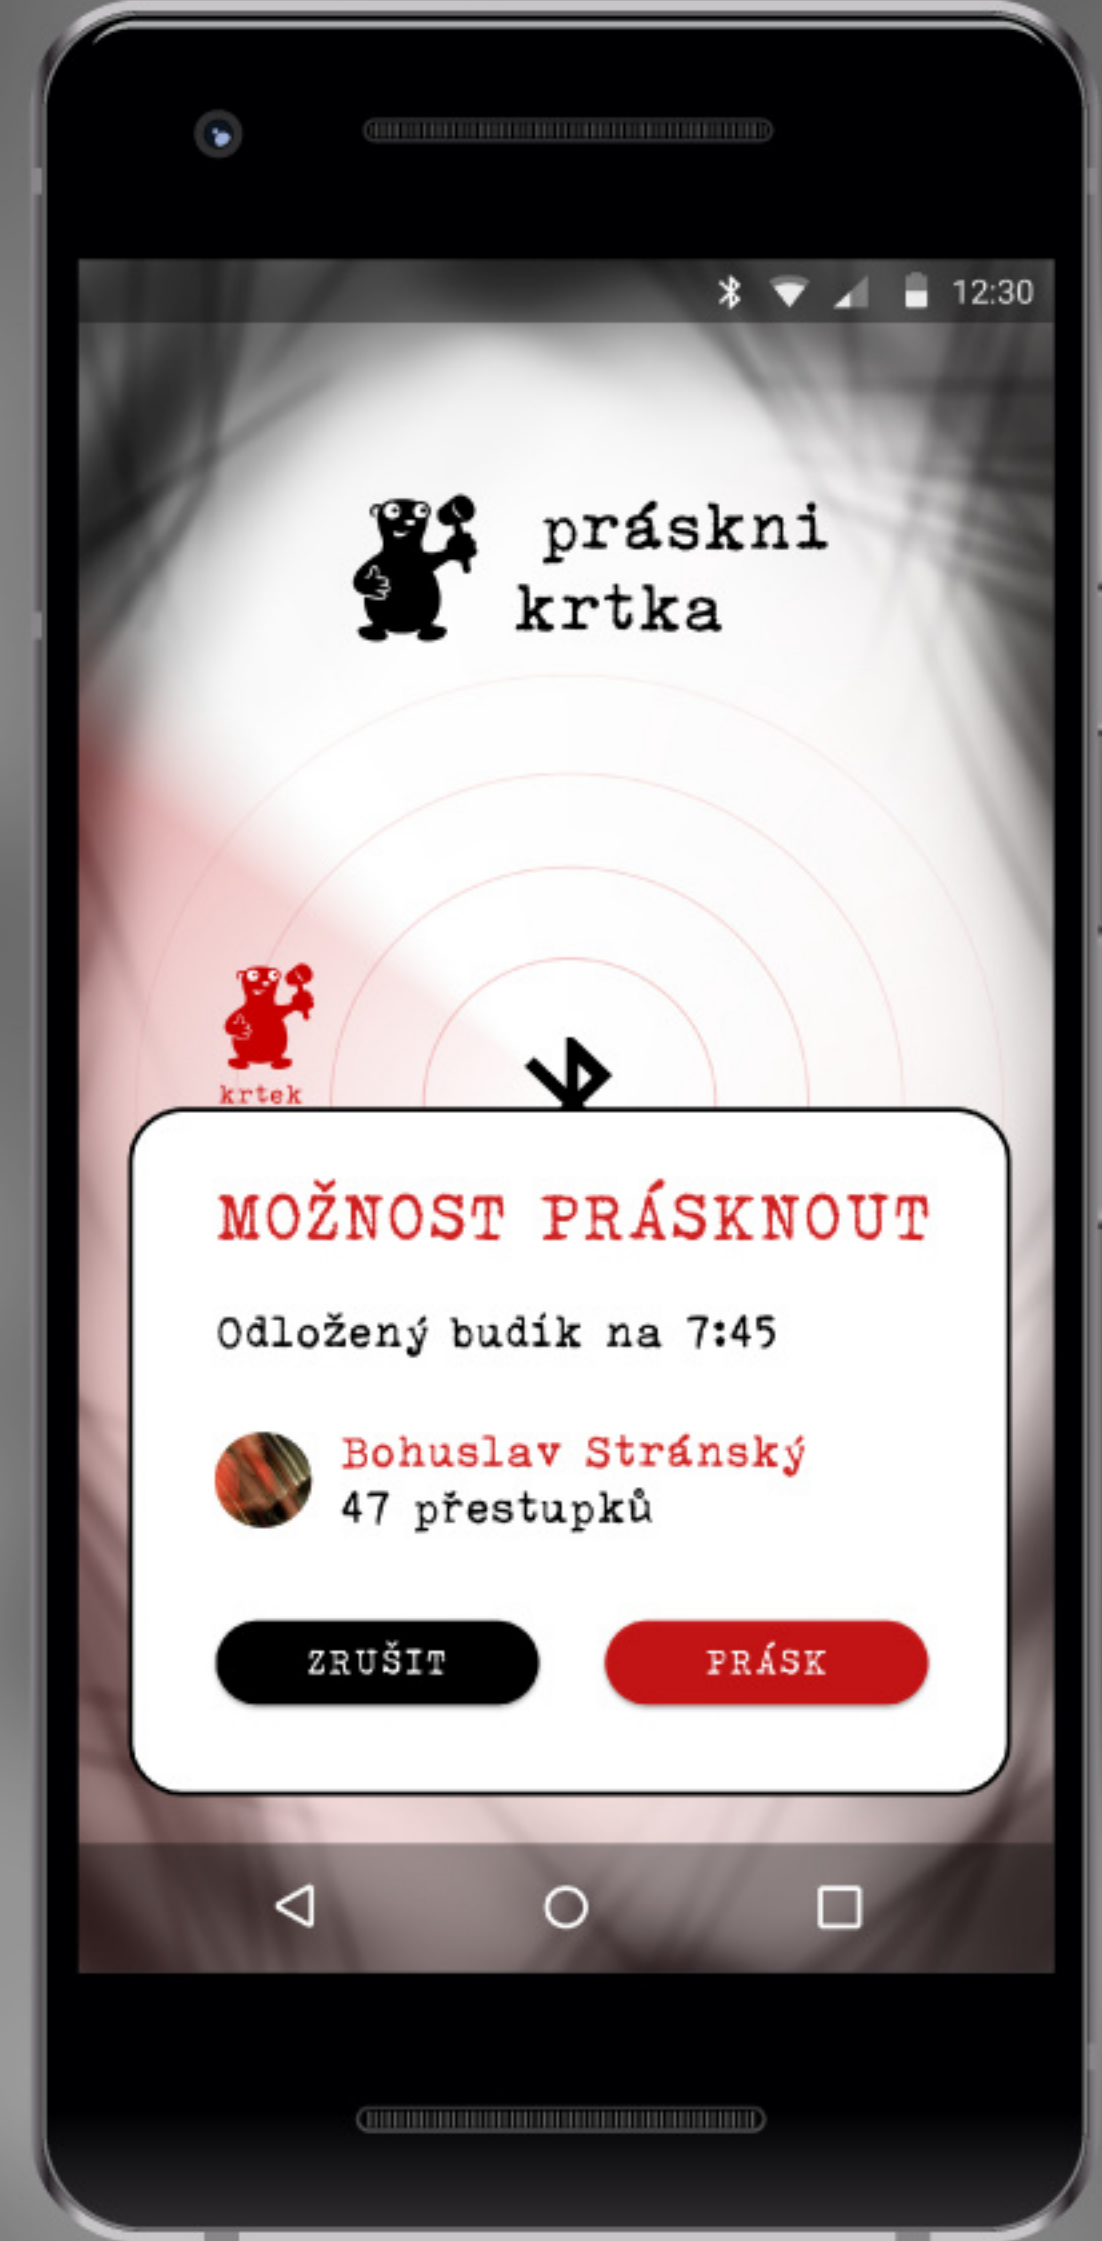 12:30
práskni
krtka
krtek
MOŽNOST PRÁSKNOUT
Odložený budík na 7:45
Bohuslav Stránský
47 přestupků
ZRUŠIT
PRÁSK